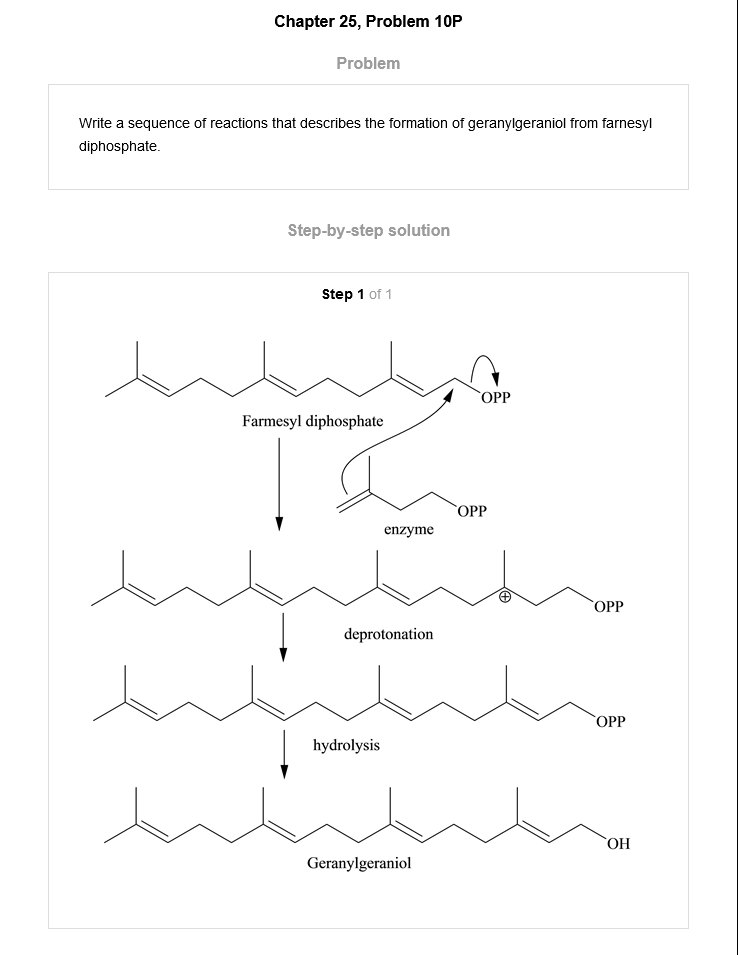 Chapter 25, Problem 10P
Problem
Write a sequence of reactions that describes the formation of geranylgeraniol from farnesyl
diphosphate.
Step-by-step solution
Step 1 of 1
OPP
Farmesyl diphosphate
OPP
enzyme
⊕
OPP
deprotonation
OPP
hydrolysis
OH
Geranylgeraniol